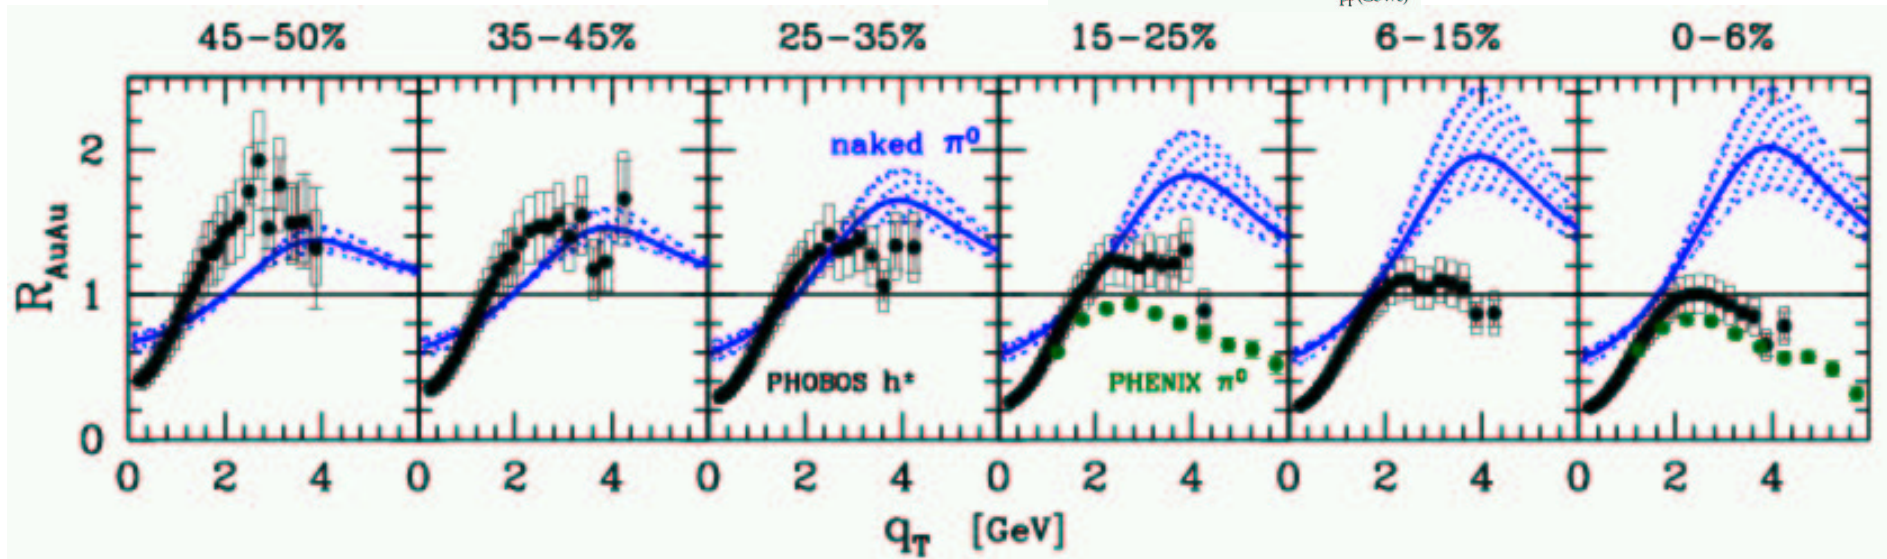 45-50% 35-45% 25-35% 15-25% 6-15% 0-6%
R_AuAu
2
1
0
naked π⁰
PHOBOS h±
PHENIX π⁰
0 2 4 0 2 4 0 2 4 0 2 4 0 2 4 0 2 4
q_T [GeV]